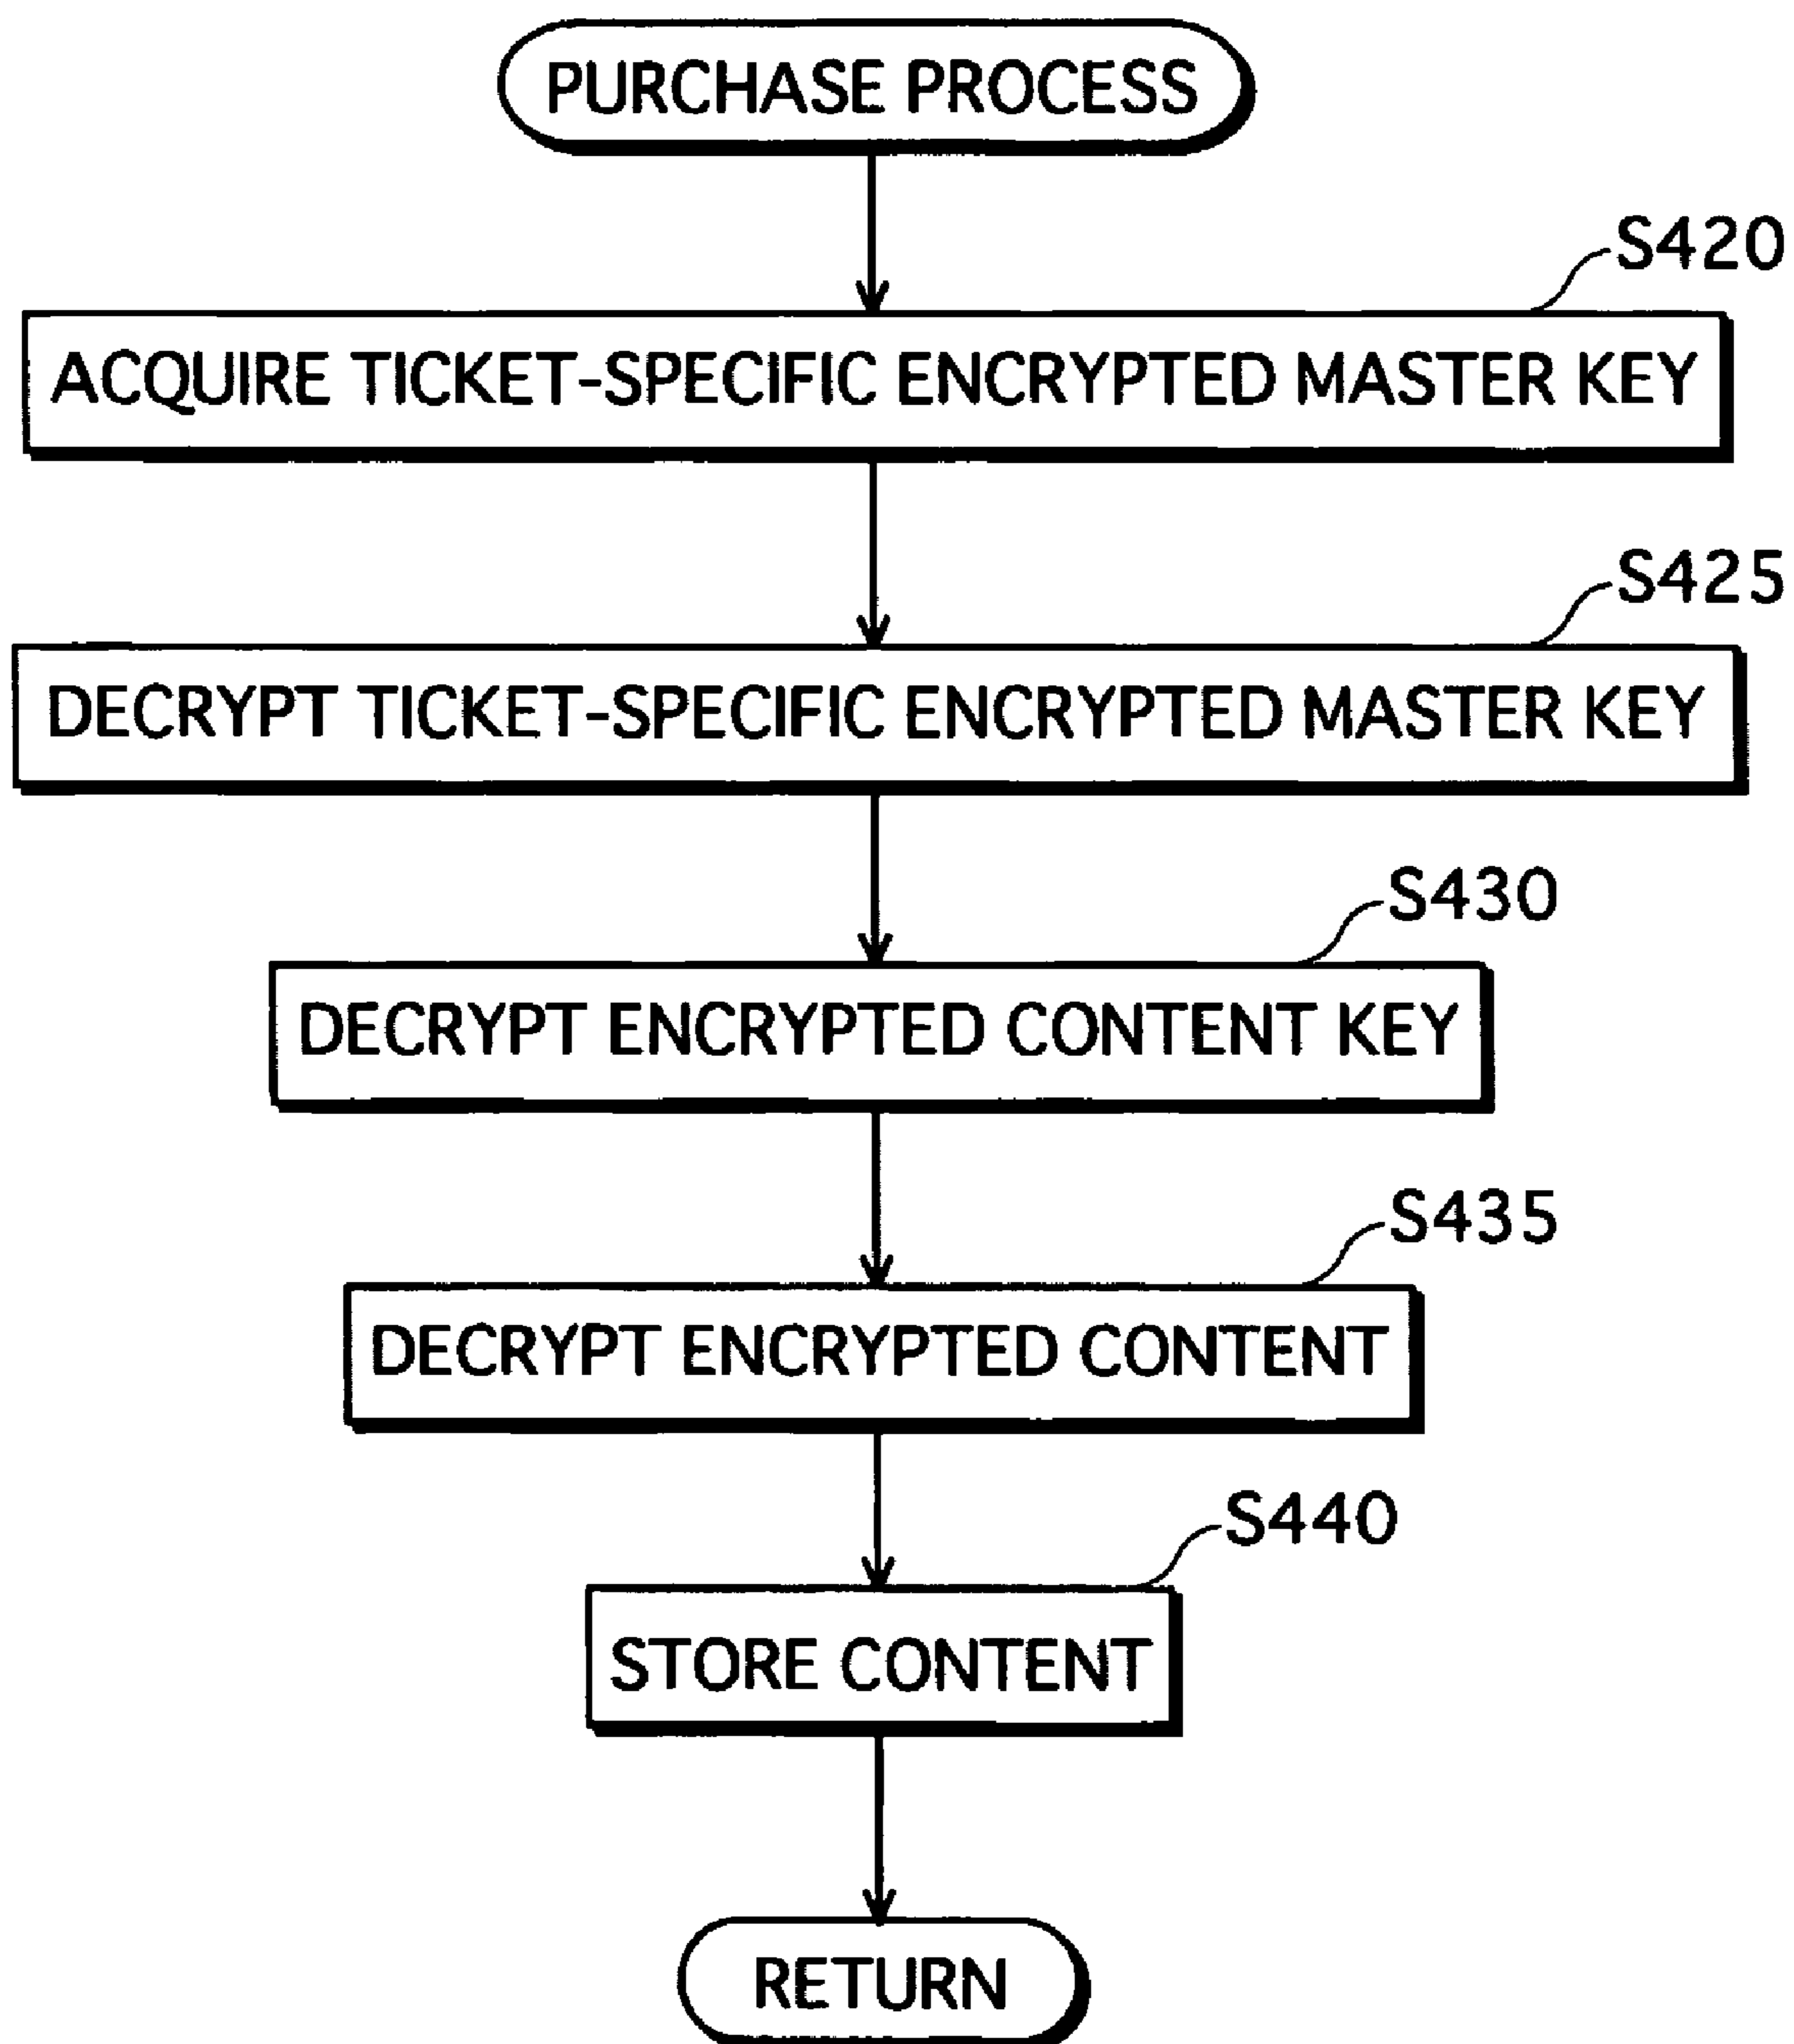 PURCHASE PROCESS
S420
ACQUIRE TICKET-SPECIFIC ENCRYPTED MASTER KEY
S425
DECRYPT TICKET-SPECIFIC ENCRYPTED MASTER KEY
S430
DECRYPT ENCRYPTED CONTENT KEY
S435
DECRYPT ENCRYPTED CONTENT
S440
STORE CONTENT
RETURN